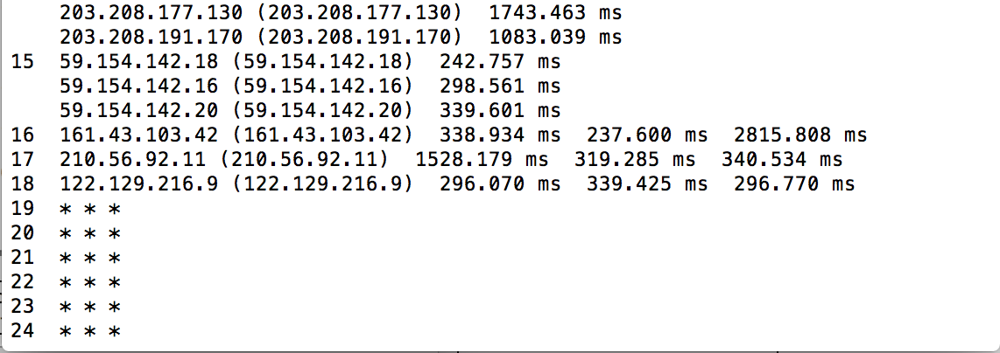 203.208.177.130 (203.208.177.130)  1743.463 ms
203.208.191.170 (203.208.191.170)  1083.039 ms
15  59.154.142.18 (59.154.142.18)  242.757 ms
59.154.142.16 (59.154.142.16)  298.561 ms
59.154.142.20 (59.154.142.20)  339.601 ms
16  161.43.103.42 (161.43.103.42)  338.934 ms  237.600 ms  2815.808 ms
17  210.56.92.11 (210.56.92.11)  1528.179 ms  319.285 ms  340.534 ms
18  122.129.216.9 (122.129.216.9)  296.070 ms  339.425 ms  296.770 ms
19  * * *
20  * * *
21  * * *
22  * * *
23  * * *
24  * * *